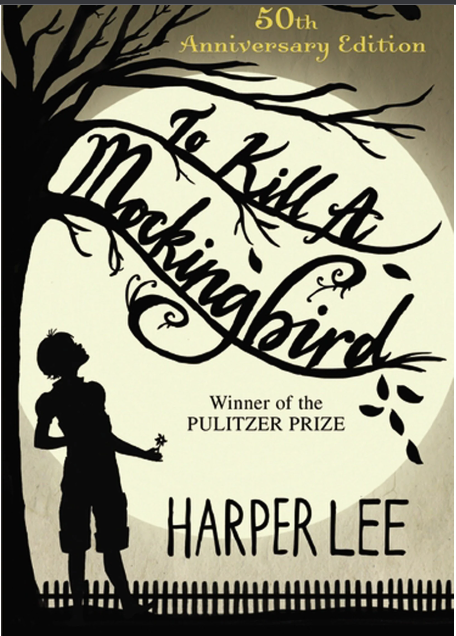 50th
Anniversary Edition
To Kill A
Mockingbird
Winner of the
PULITZER PRIZE
HARPER LEE